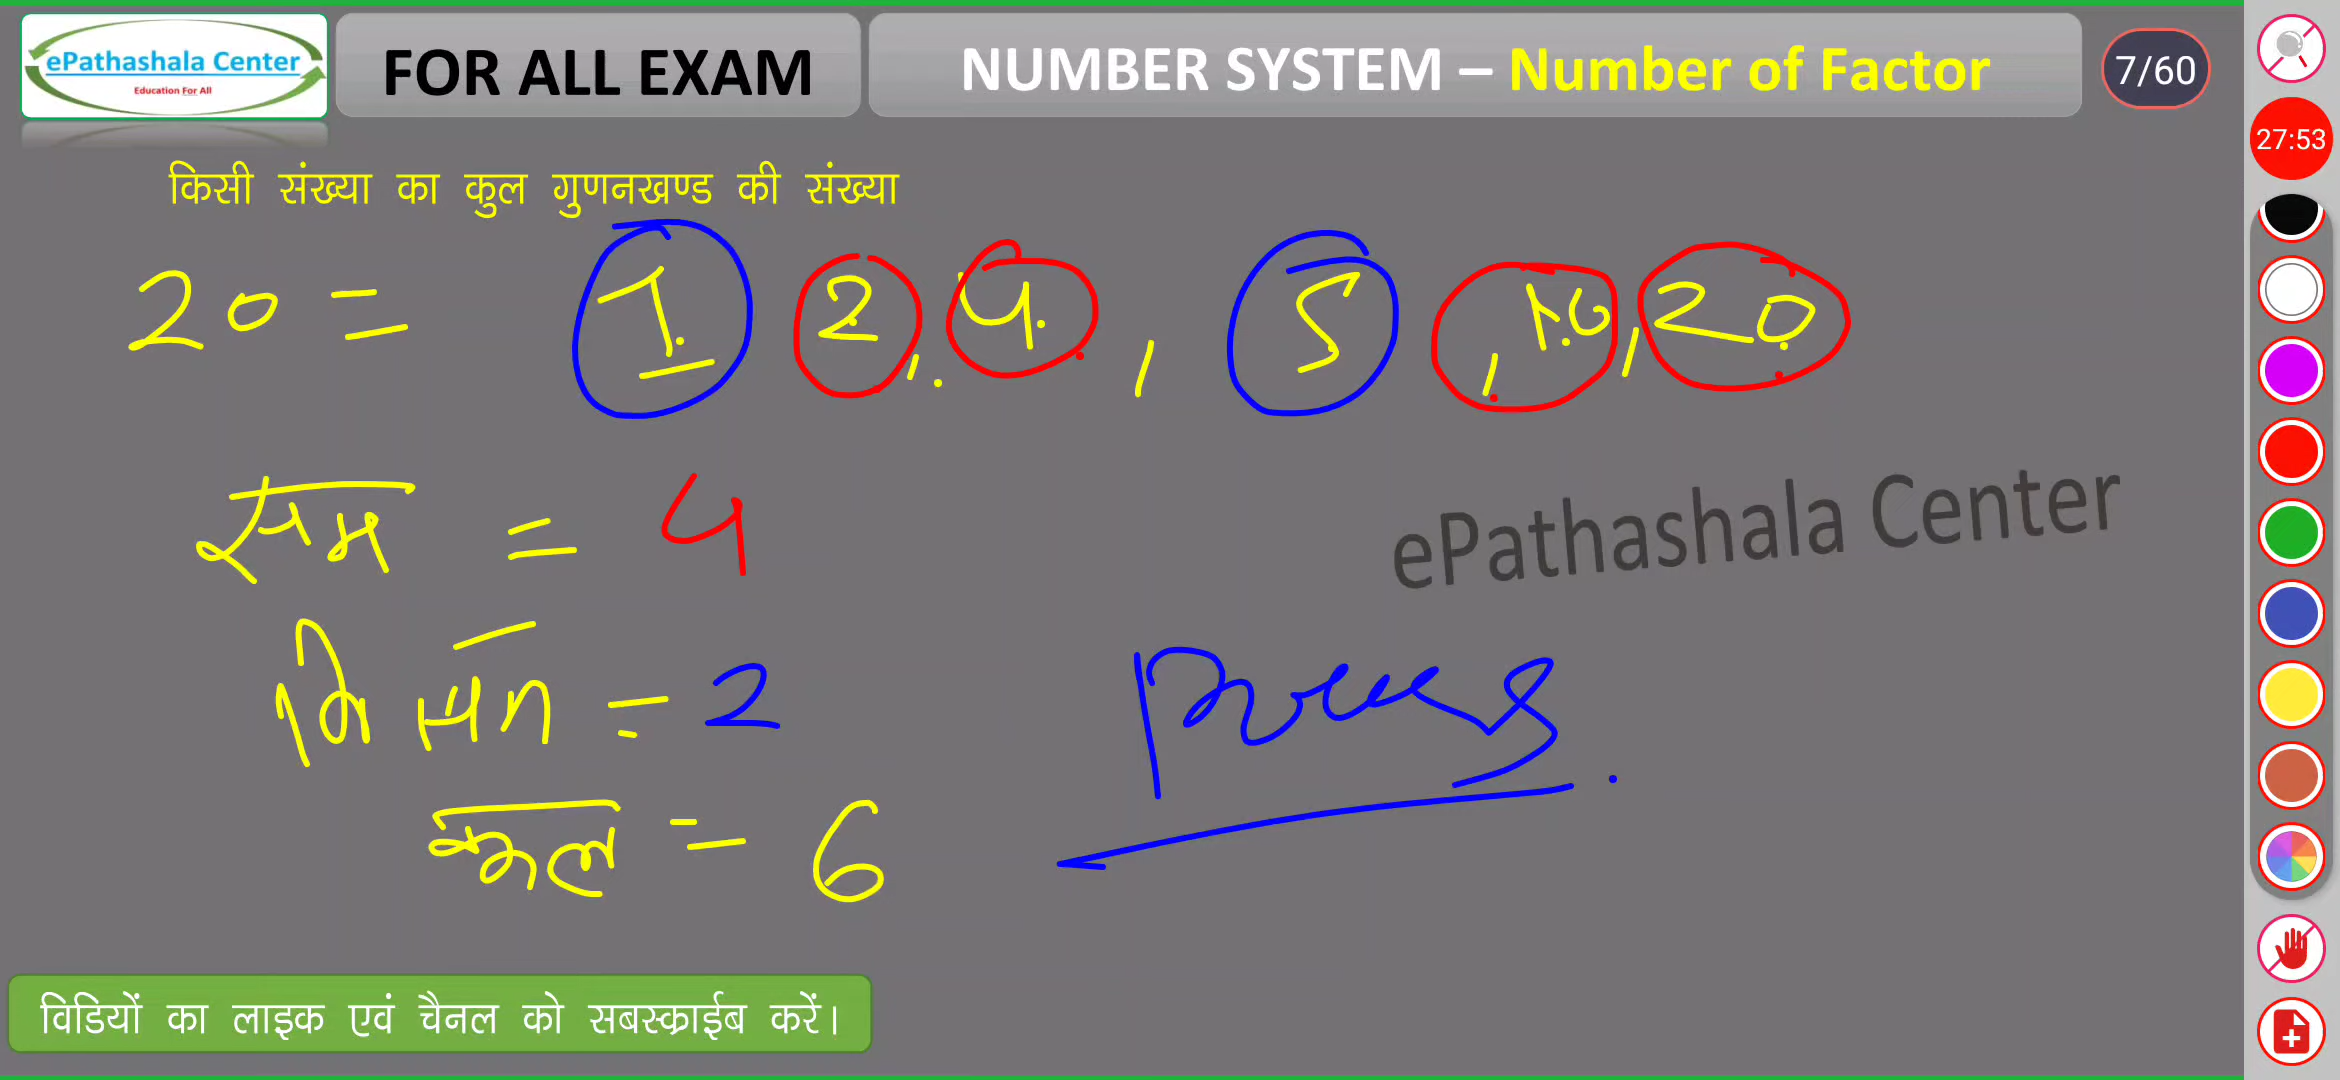 ePathashala Center
Education For All
FOR ALL EXAM
NUMBER SYSTEM – Number of Factor
7/60
27:53
किसी संख्या का कुल गुणनखण्ड की संख्या
20 = 1 2, 4, 5, 10, 20
सम = 4
ePathashala Center
विषम = 2
Process
कुल = 6
विडियों का लाइक एवं चैनल को सबस्क्राईब करें।